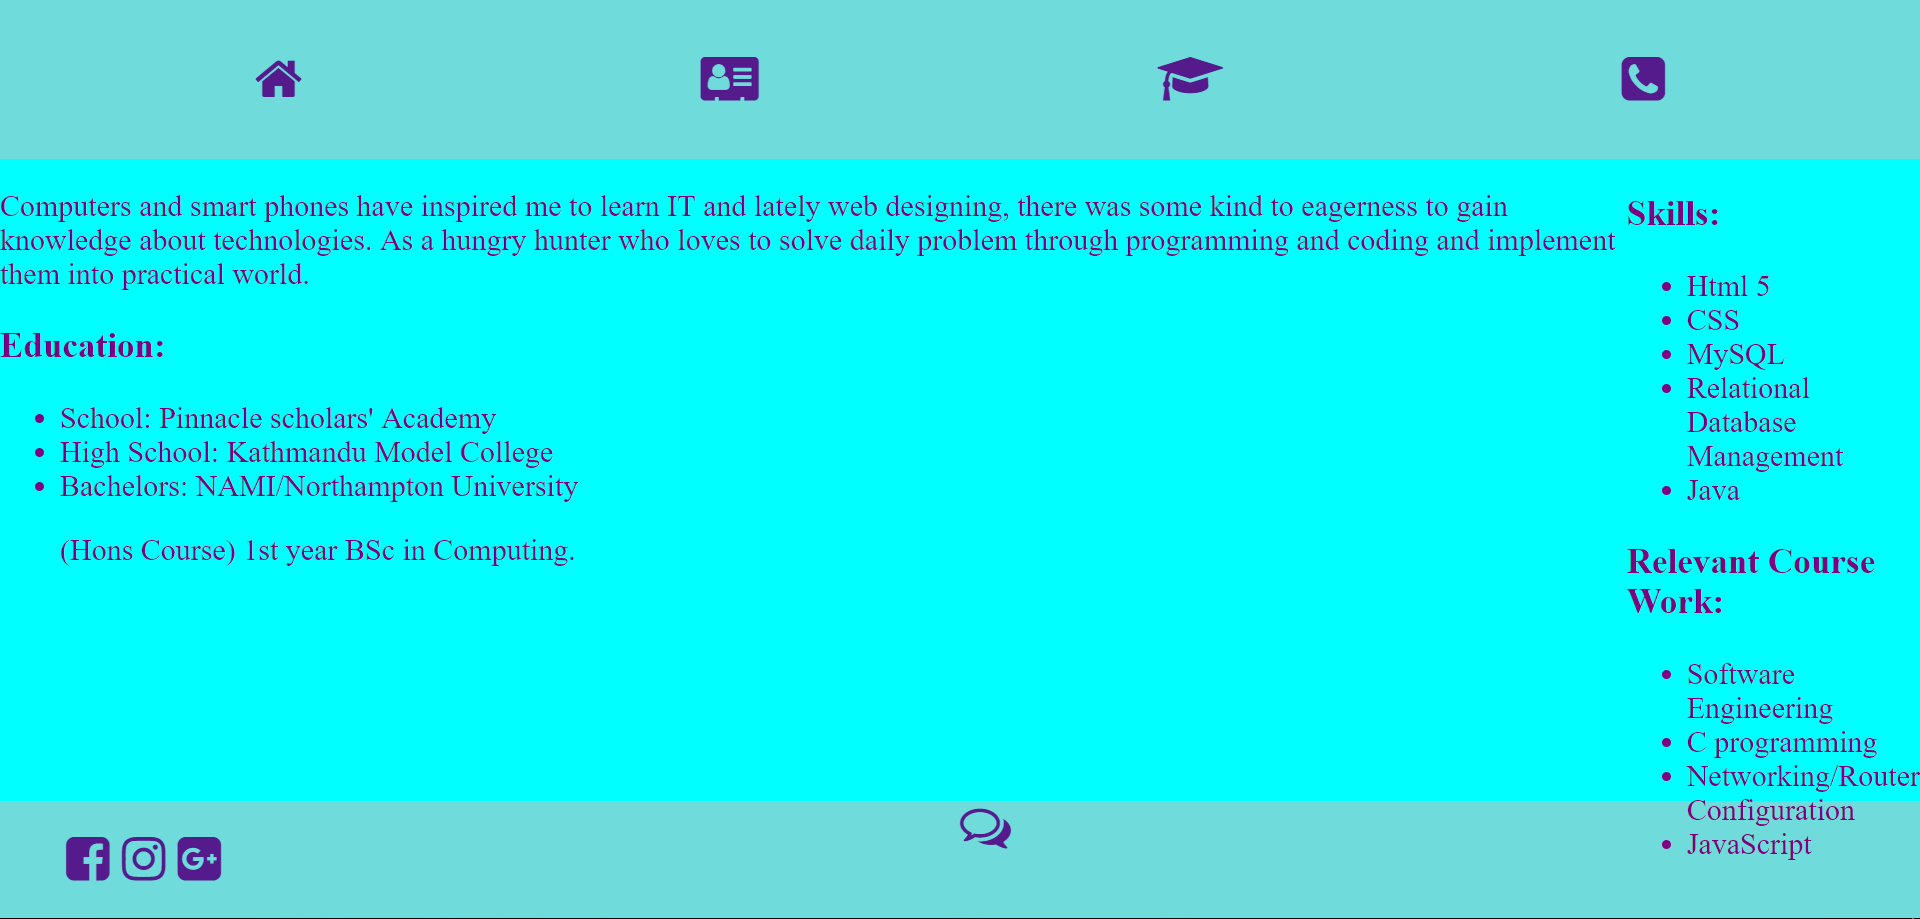 Computers and smart phones have inspired me to learn IT and lately web designing, there was some kind to eagerness to gain
knowledge about technologies. As a hungry hunter who loves to solve daily problem through programming and coding and implement
them into practical world.
Education:
• School: Pinnacle scholars' Academy
• High School: Kathmandu Model College
• Bachelors: NAMI/Northampton University
(Hons Course) 1st year BSc in Computing.
Skills:
• Html 5
• CSS
• MySQL
• Relational
Database
Management
• Java
Relevant Course
Work:
• Software
Engineering
• C programming
• Networking/Router
Configuration
• JavaScript